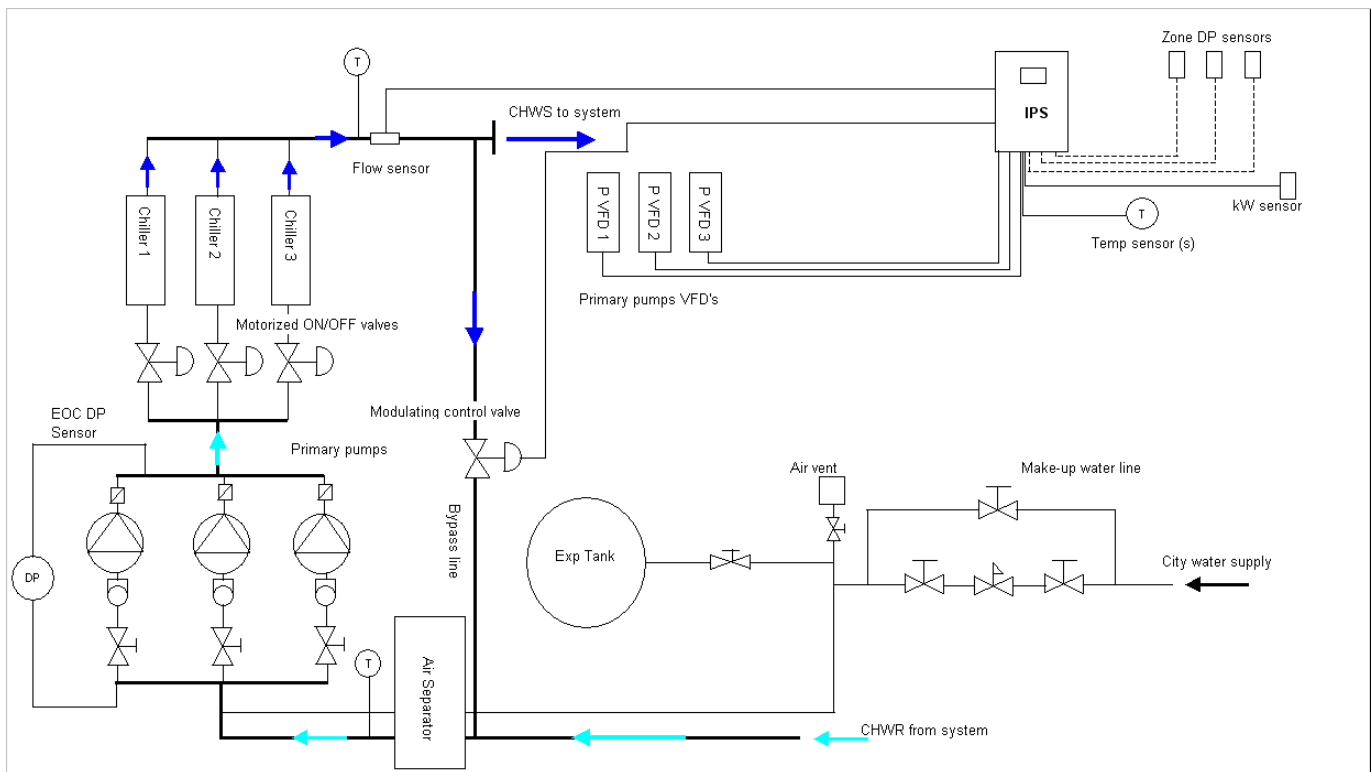 Zone DP sensors
T
IPS
CHWS to system
Flow sensor
Chiller 1
Chiller 2
Chiller 3
P VFD 1
P VFD 2
P VFD 3
kW sensor
T
Temp sensor (s)
Primary pumps VFD's
Motorized ON/OFF valves
Modulating control valve
EOC DP
Sensor
Primary pumps
Air vent
Make-up water line
Bypass line
Exp Tank
City water supply
DP
T
Air Separator
CHWR from system